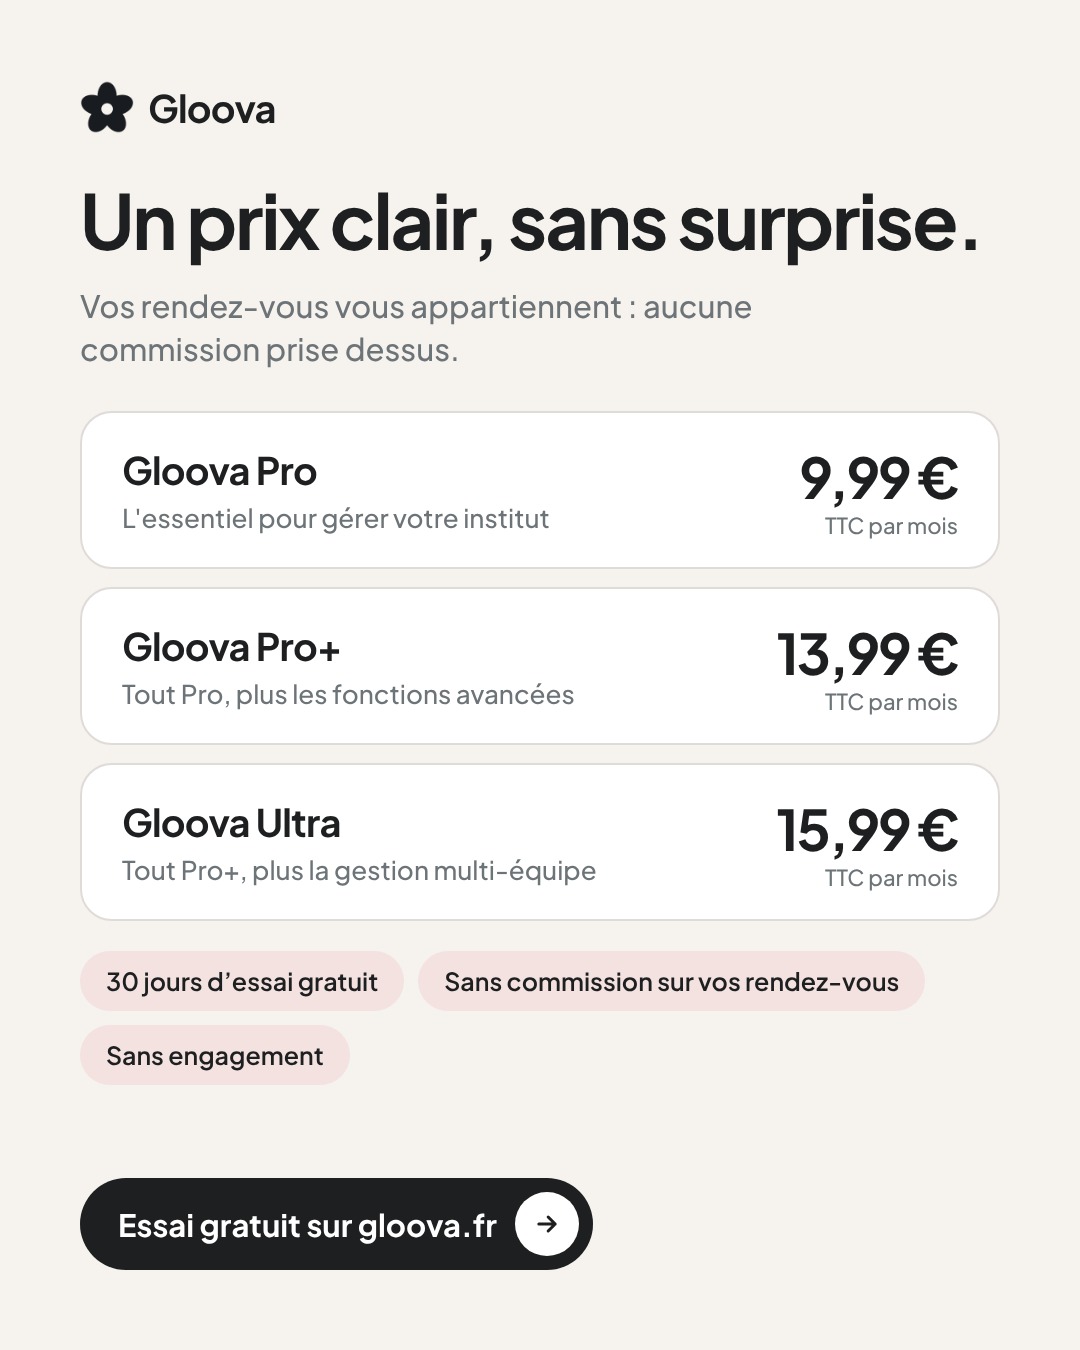 Gloova
Un prix clair, sans surprise.
Vos rendez-vous vous appartiennent : aucune
commission prise dessus.
Gloova Pro
L'essentiel pour gérer votre institut
9,99 €
TTC par mois
Gloova Pro+
Tout Pro, plus les fonctions avancées
13,99 €
TTC par mois
Gloova Ultra
Tout Pro+, plus la gestion multi-équipe
15,99 €
TTC par mois
30 jours d’essai gratuit
Sans commission sur vos rendez-vous
Sans engagement
Essai gratuit sur gloova.fr